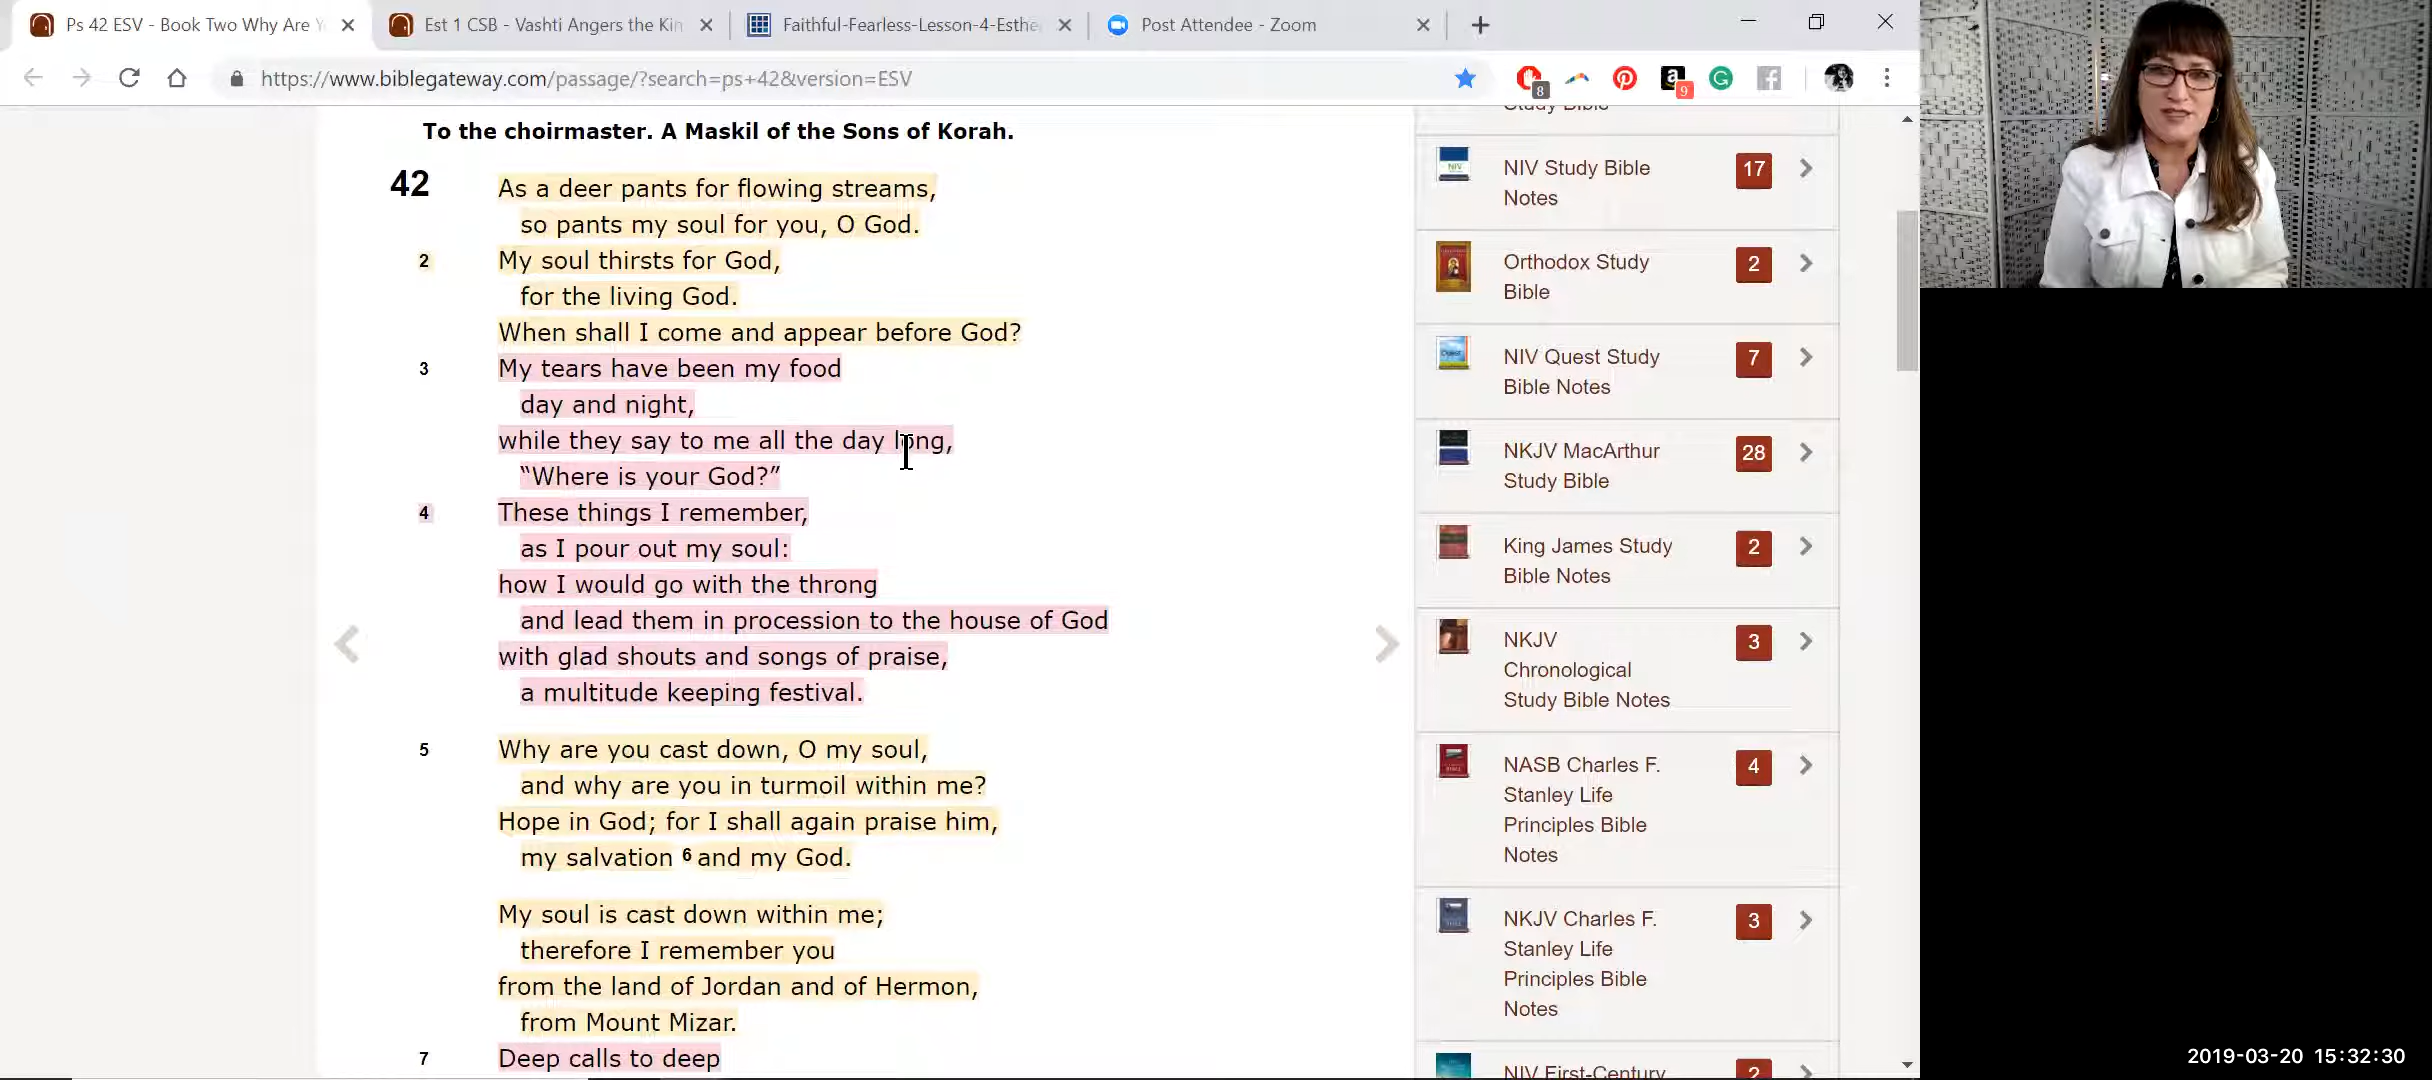 Ps 42 ESV - Book Two Why Are Y
Est 1 CSB - Vashti Angers the Kin
Faithful-Fearless-Lesson-4-Esthe
Post Attendee - Zoom
https://www.biblegateway.com/passage/?search=ps+42&version=ESV
8
9
To the choirmaster. A Maskil of the Sons of Korah.
42 As a deer pants for flowing streams,
so pants my soul for you, O God.
2 My soul thirsts for God,
for the living God.
When shall I come and appear before God?
3 My tears have been my food
day and night,
while they say to me all the day long,
“Where is your God?”
4 These things I remember,
as I pour out my soul:
how I would go with the throng
and lead them in procession to the house of God
with glad shouts and songs of praise,
a multitude keeping festival.
5 Why are you cast down, O my soul,
and why are you in turmoil within me?
Hope in God; for I shall again praise him,
my salvation 6 and my God.
My soul is cast down within me;
therefore I remember you
from the land of Jordan and of Hermon,
from Mount Mizar.
7 Deep calls to deep
Study Bible
NIV Study Bible 17
Notes
Orthodox Study 2
Bible
NIV Quest Study 7
Bible Notes
NKJV MacArthur 28
Study Bible
King James Study 2
Bible Notes
NKJV 3
Chronological
Study Bible Notes
NASB Charles F. 4
Stanley Life
Principles Bible
Notes
NKJV Charles F. 3
Stanley Life
Principles Bible
Notes
NIV First-Century 2
2019-03-20 15:32:30